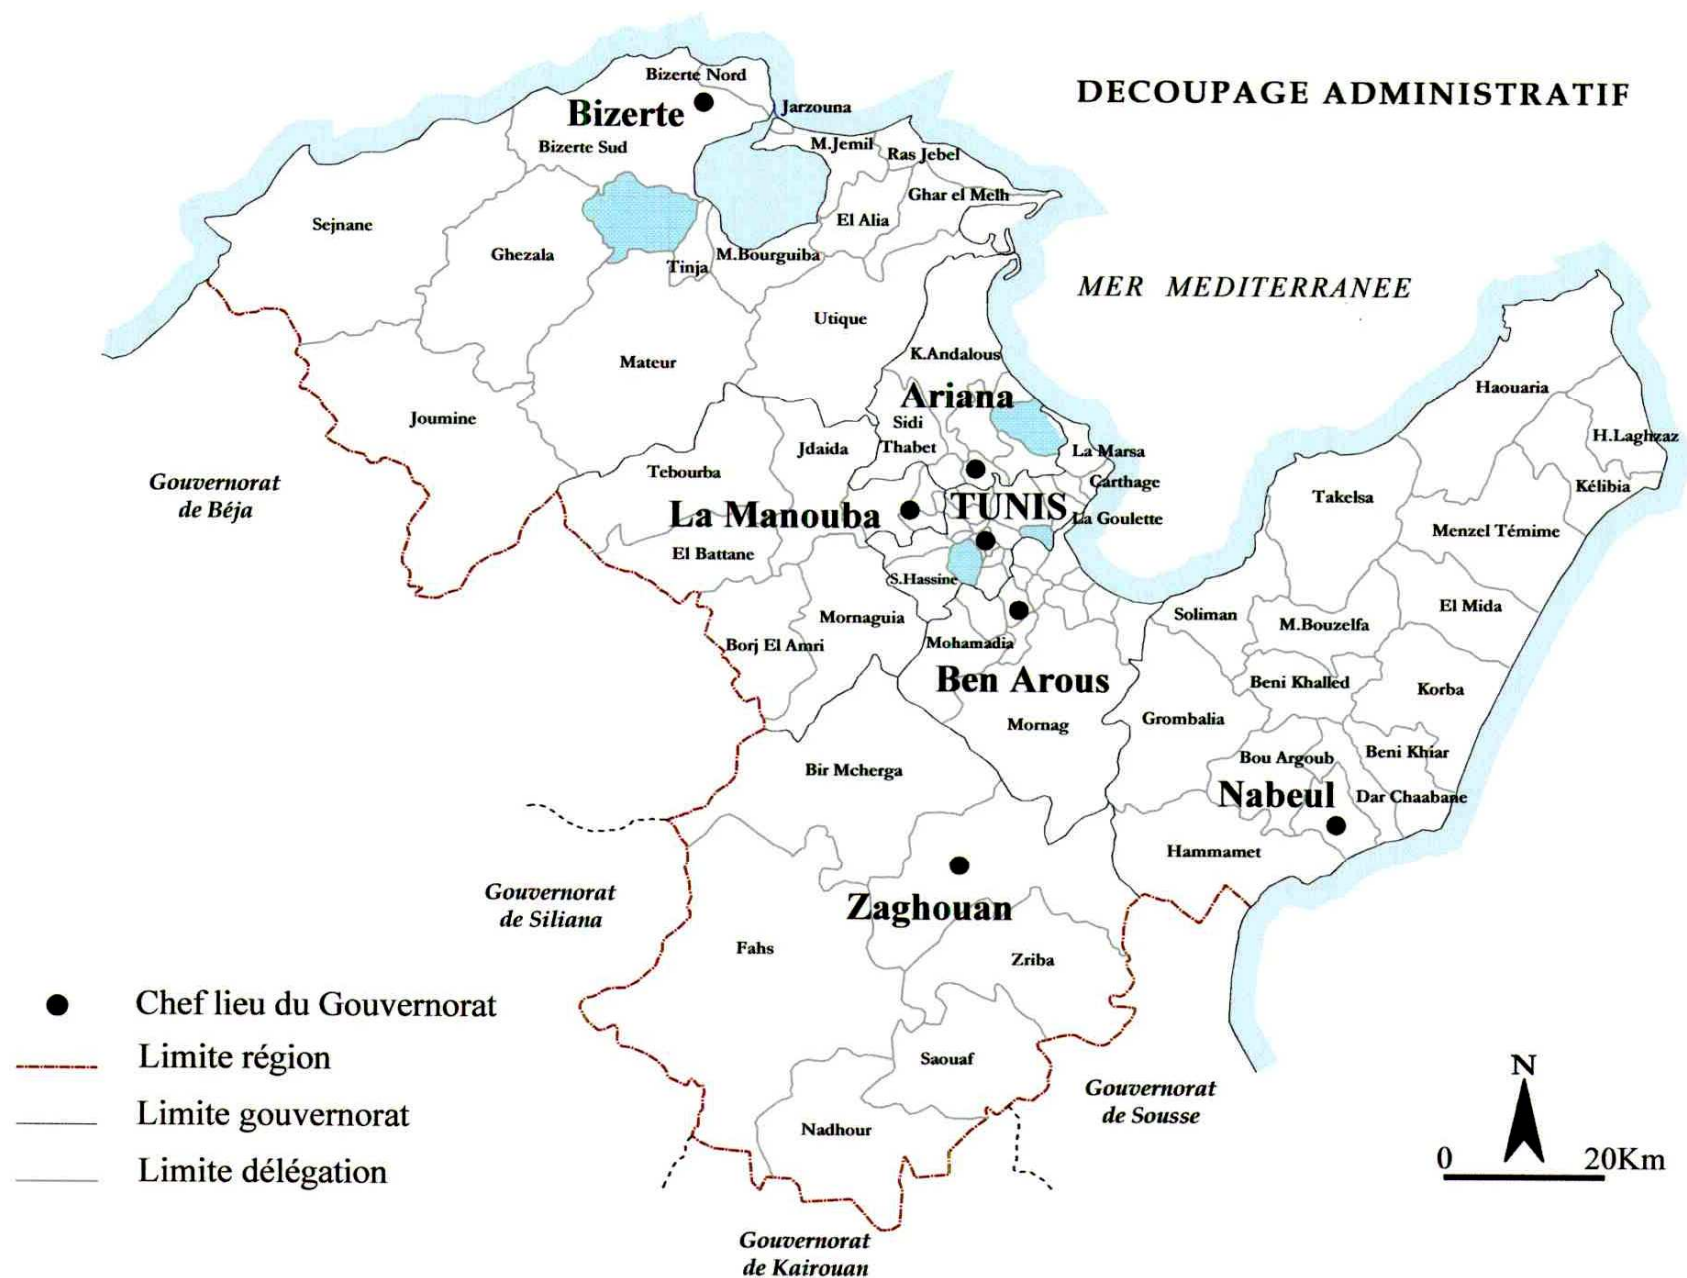 DECOUPAGE ADMINISTRATIF
Bizerte Nord
Bizerte
Jarzouna
Bizerte Sud
M.Jemil
Ras Jebel
Ghar el Melh
Sejnane
El Alia
Ghezala
M.Bourguiba
Tinja
MER MEDITERRANEE
Utique
K.Andalous
Mateur
Haouaria
Ariana
Joumine
Sidi
Thabet
H.Laghzaz
Jdaida
La Marsa
Tebourba
Carthage
Kélibia
Gouvernorat
de Béja
Takelsa
La Manouba
TUNIS
La Goulette
Menzel Témime
El Battane
S.Hassine
El Mida
Mornaguia
Soliman
M.Bouzelfa
Borj El Amri
Mohamadia
Ben Arous
Beni Khalled
Korba
Mornag
Grombalia
Bou Argoub
Beni Khiar
Bir Mcherga
Nabeul
Dar Chaabane
Hammamet
Gouvernorat
de Siliana
Zaghouan
Fahs
Zriba
Chef lieu du Gouvernorat
Limite région
Limite gouvernorat
Limite délégation
Saouaf
Gouvernorat
de Sousse
Nadhour
N
0 20Km
Gouvernorat
de Kairouan